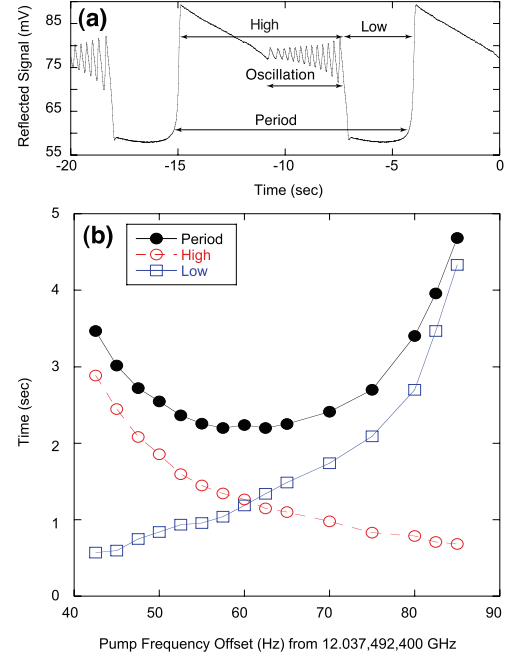 (a)
High
Low
Oscillation
Period
Reflected Signal (mV)
85
75
65
55
-20
-15
-10
-5
0
Time (sec)
(b)
Period
High
Low
Time (sec)
5
4
3
2
1
0
40
50
60
70
80
90
Pump Frequency Offset (Hz) from 12.037,492,400 GHz